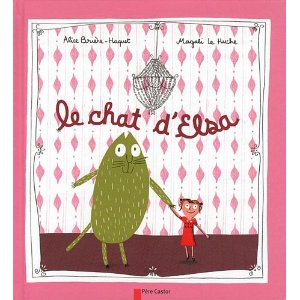 Alice Brière-Haquet Magali Le Huche
le chat d'Elsa
Père Castor